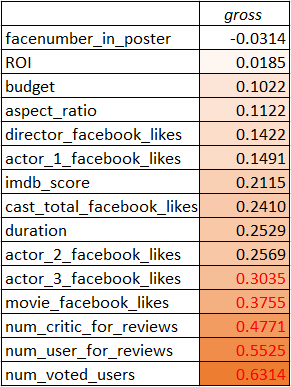 gross
facenumber_in_poster -0.0314
ROI 0.0185
budget 0.1022
aspect_ratio 0.1122
director_facebook_likes 0.1422
actor_1_facebook_likes 0.1491
imdb_score 0.2115
cast_total_facebook_likes 0.2410
duration 0.2529
actor_2_facebook_likes 0.2569
actor_3_facebook_likes 0.3035
movie_facebook_likes 0.3755
num_critic_for_reviews 0.4771
num_user_for_reviews 0.5525
num_voted_users 0.6314